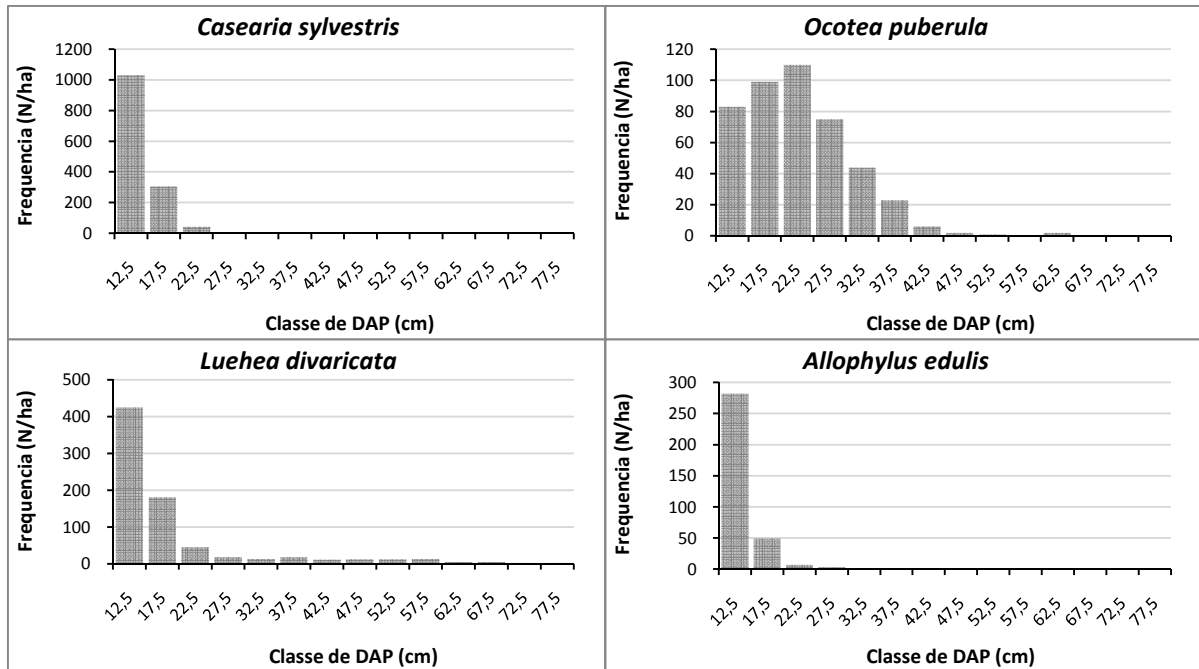 Casearia sylvestris
Frequencia (N/ha)
1200
1000
800
600
400
200
0
12,5 17,5 22,5 27,5 32,5 37,5 42,5 47,5 52,5 57,5 62,5 67,5 72,5 77,5
Classe de DAP (cm)
Ocotea puberula
Frequencia (N/ha)
120
100
80
60
40
20
0
12,5 17,5 22,5 27,5 32,5 37,5 42,5 47,5 52,5 57,5 62,5 67,5 72,5 77,5
Classe de DAP (cm)
Luehea divaricata
Frequencia (N/ha)
500
400
300
200
100
0
12,5 17,5 22,5 27,5 32,5 37,5 42,5 47,5 52,5 57,5 62,5 67,5 72,5 77,5
Classe de DAP (cm)
Allophylus edulis
Frequencia (N/ha)
300
250
200
150
100
50
0
12,5 17,5 22,5 27,5 32,5 37,5 42,5 47,5 52,5 57,5 62,5 67,5 72,5 77,5
Classe de DAP (cm)